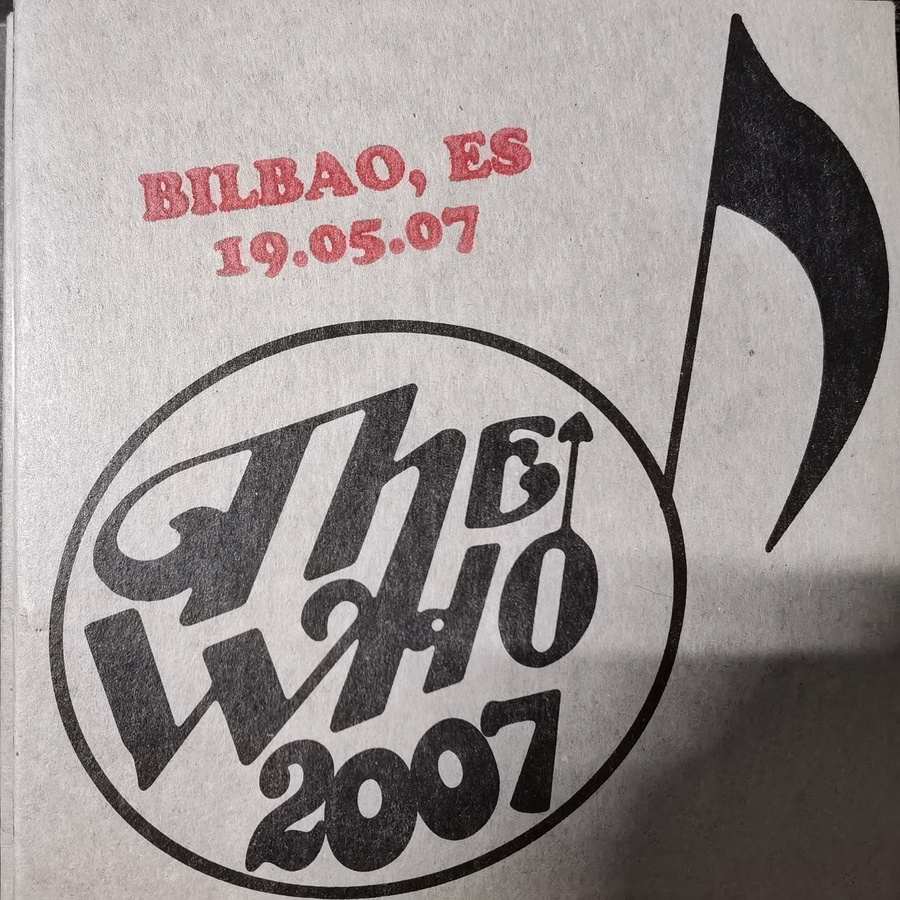 BILBAO, ES
19.05.07
The
WHO
2007